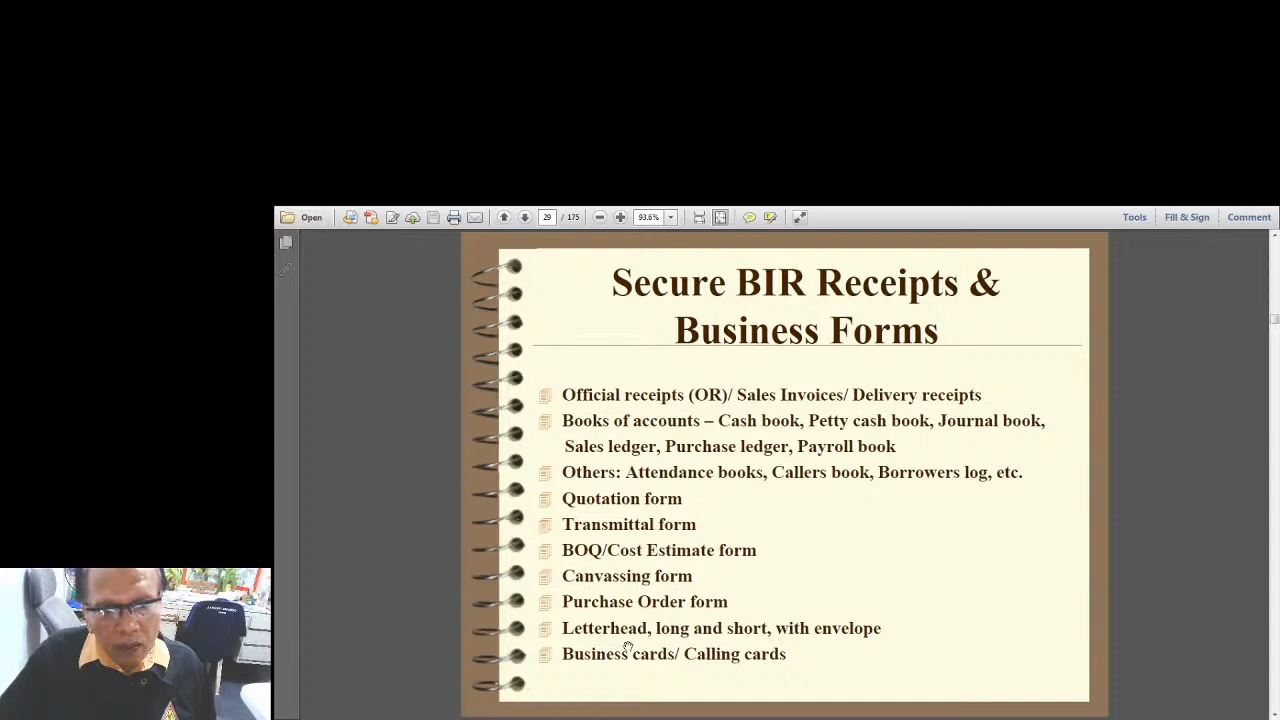 Open
29
/ 175
93.6%
Tools
Fill & Sign
Comment
Secure BIR Receipts &
Business Forms
Official receipts (OR)/ Sales Invoices/ Delivery receipts
Books of accounts – Cash book, Petty cash book, Journal book,
Sales ledger, Purchase ledger, Payroll book
Others: Attendance books, Callers book, Borrowers log, etc.
Quotation form
Transmittal form
BOQ/Cost Estimate form
Canvassing form
Purchase Order form
Letterhead, long and short, with envelope
Business cards/ Calling cards